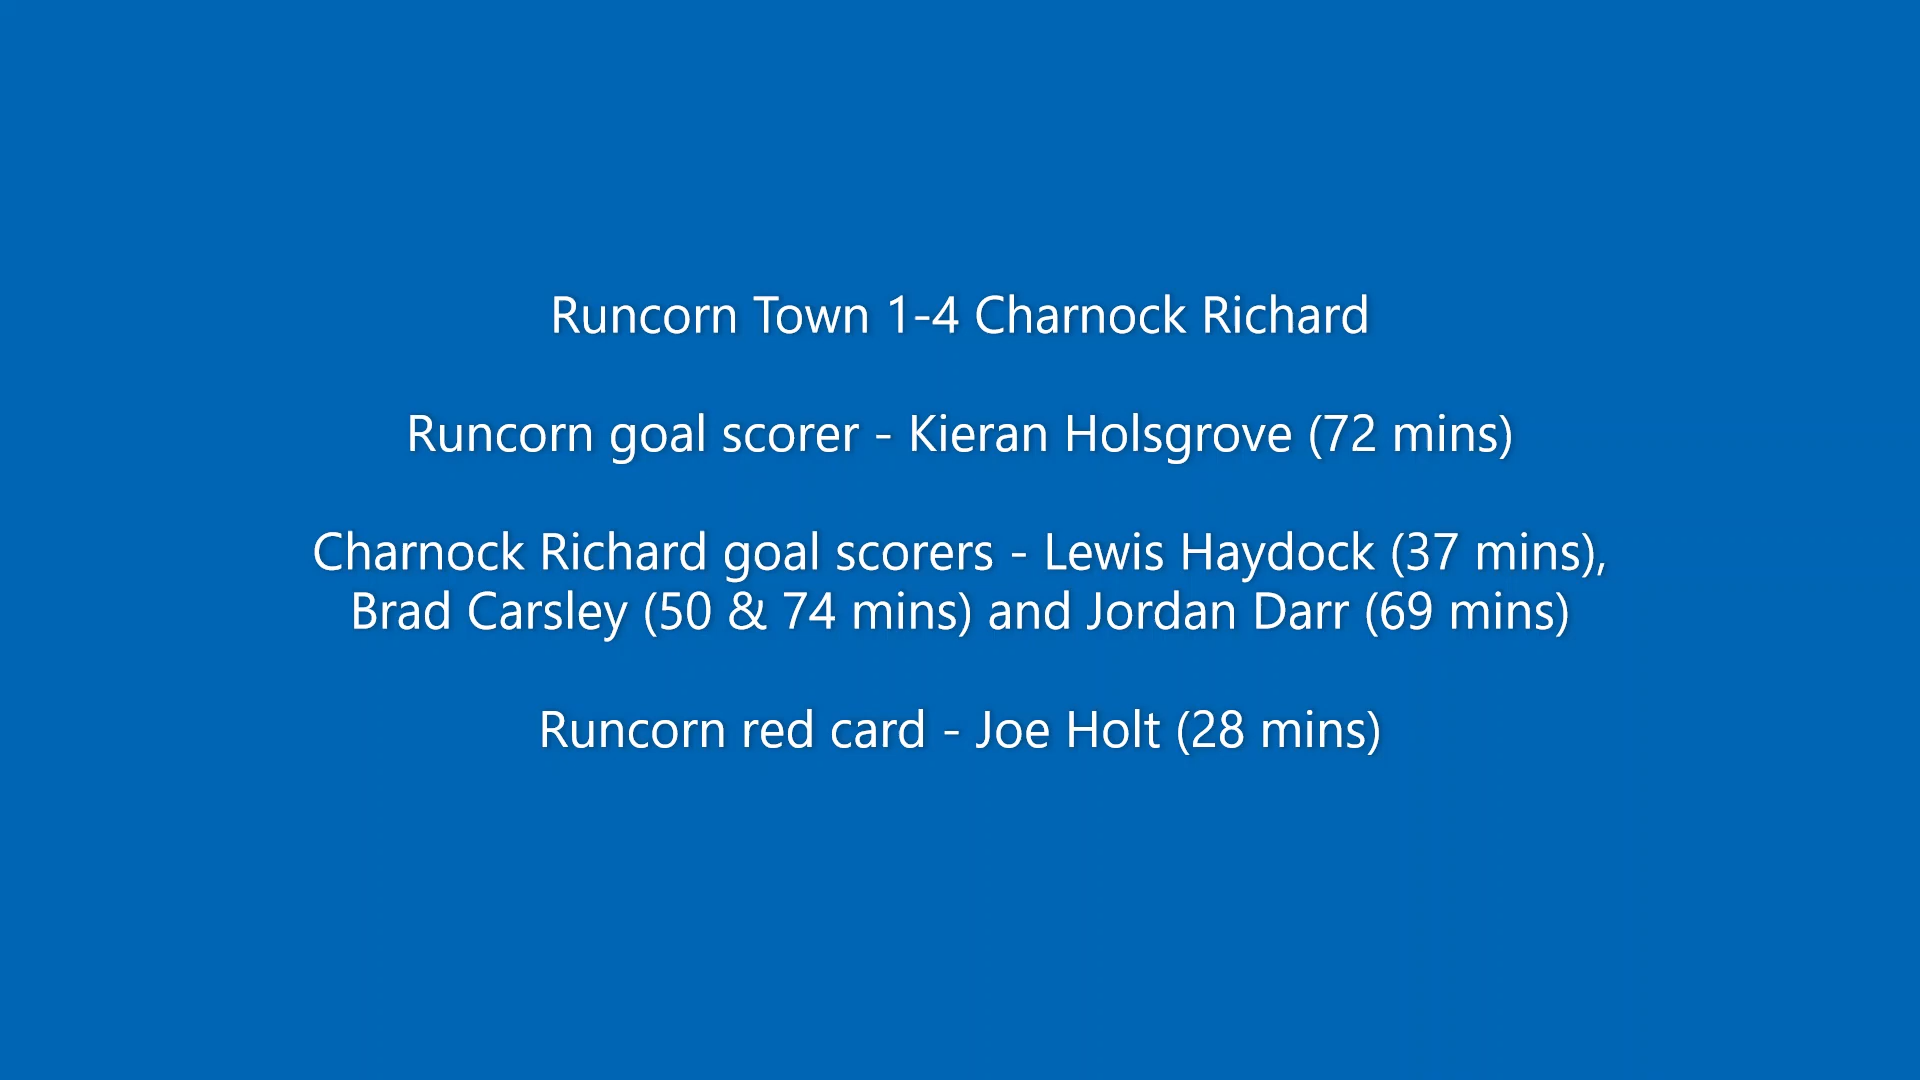 Runcorn Town 1-4 Charnock Richard
Runcorn goal scorer - Kieran Holsgrove (72 mins)
Charnock Richard goal scorers - Lewis Haydock (37 mins),
Brad Carsley (50 & 74 mins) and Jordan Darr (69 mins)
Runcorn red card - Joe Holt (28 mins)